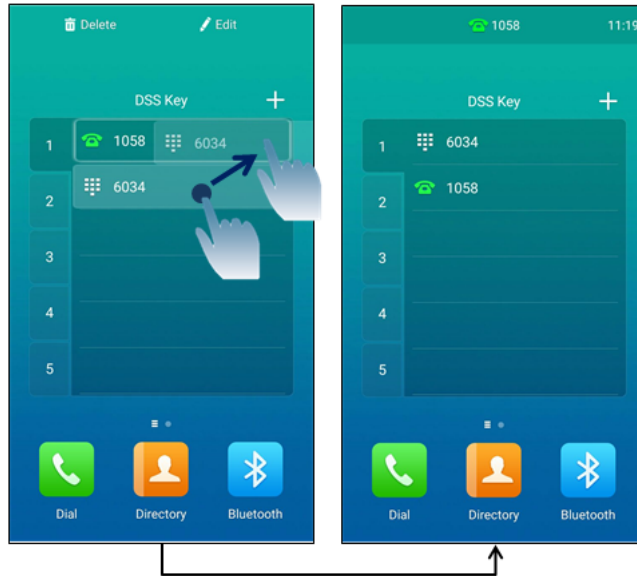 Delete Edit
DSS Key +
1 1058 6034
6034
2
3
4
5
Dial Directory Bluetooth
1058 11:19
DSS Key +
1 6034
2 1058
3
4
5
Dial Directory Bluetooth